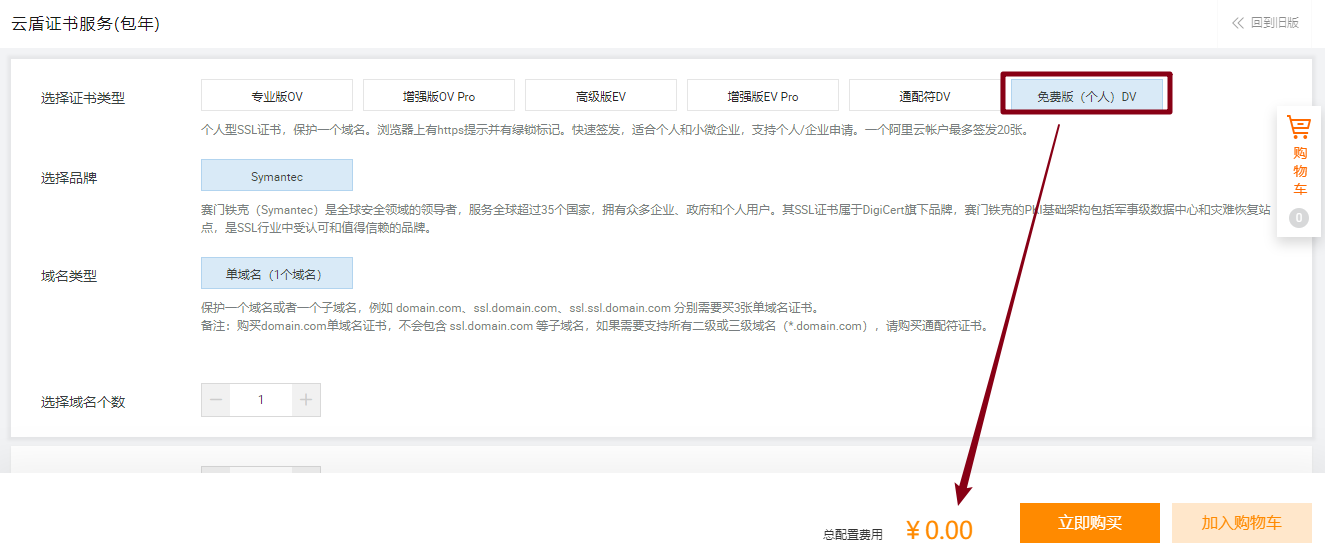 云盾证书服务(包年)
回到旧版
选择证书类型
专业版OV
增强版OV Pro
高级版EV
增强版EV Pro
通配符DV
免费版（个人）DV
个人型SSL证书，保护一个域名。浏览器上有https提示并有绿锁标记。快速签发，适合个人和小微企业，支持个人/企业申请。一个阿里云帐户最多签发20张。
选择品牌
Symantec
赛门铁克（Symantec）是全球安全领域的领导者，服务全球超过35个国家，拥有众多企业、政府和个人用户。其SSL证书属于DigiCert旗下品牌，赛门铁克的PKI基础架构包括军事级数据中心和灾难恢复站
点，是SSL行业中受认可和值得信赖的品牌。
域名类型
单域名（1个域名）
保护一个域名或者一个子域名，例如 domain.com、ssl.domain.com、ssl.ssl.domain.com 分别需要买3张单域名证书。
备注：购买domain.com单域名证书，不会包含 ssl.domain.com 等子域名，如果需要支持所有二级或三级域名（*.domain.com），请购买通配符证书。
选择域名个数
1
购
物
车
0
总配置费用
¥ 0.00
立即购买
加入购物车